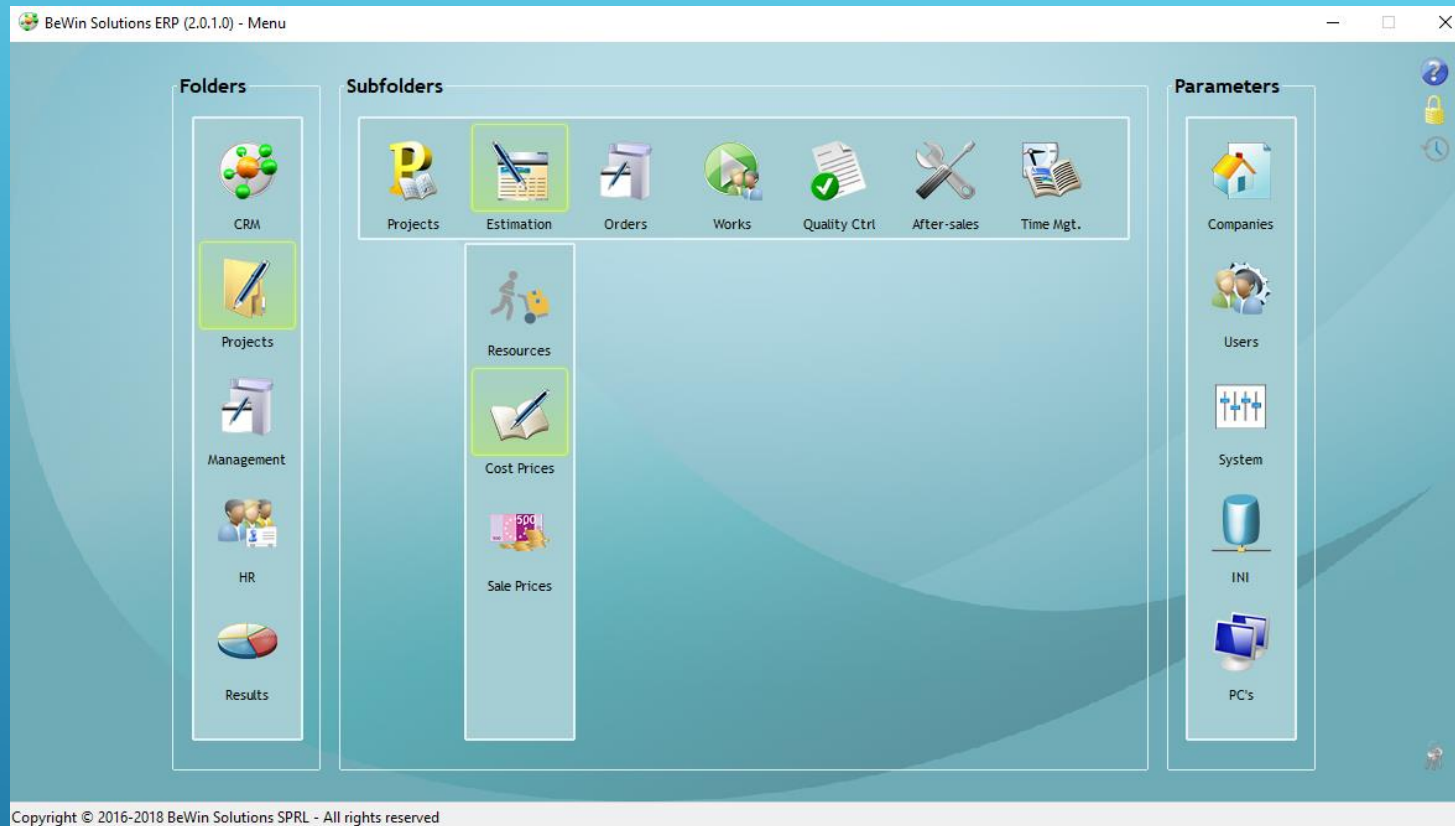 BeWin Solutions ERP (2.0.1.0) - Menu
Folders
Subfolders
Parameters
CRM
Projects
Management
HR
Results
Projects
Estimation
Orders
Works
Quality Ctrl
After-sales
Time Mgt.
Resources
Cost Prices
500
Sale Prices
Companies
Users
System
INI
PC's
Copyright © 2016-2018 BeWin Solutions SPRL - All rights reserved